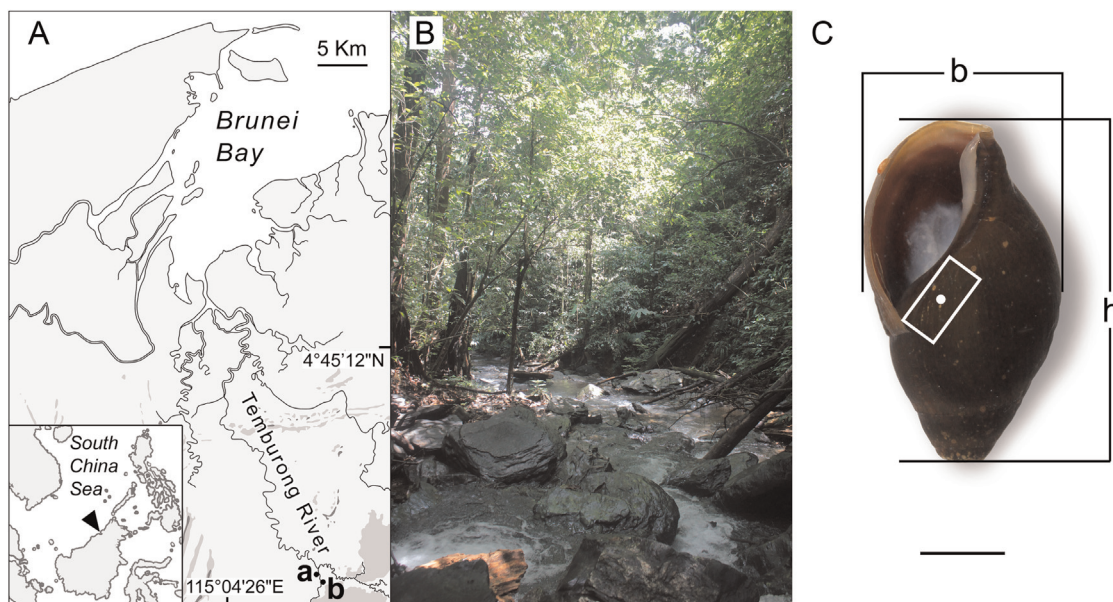 A
5 Km
Brunei
Bay
4°45'12"N
Temburong River
South
China
Sea
115°04'26"E
a
b
B
C
b
h